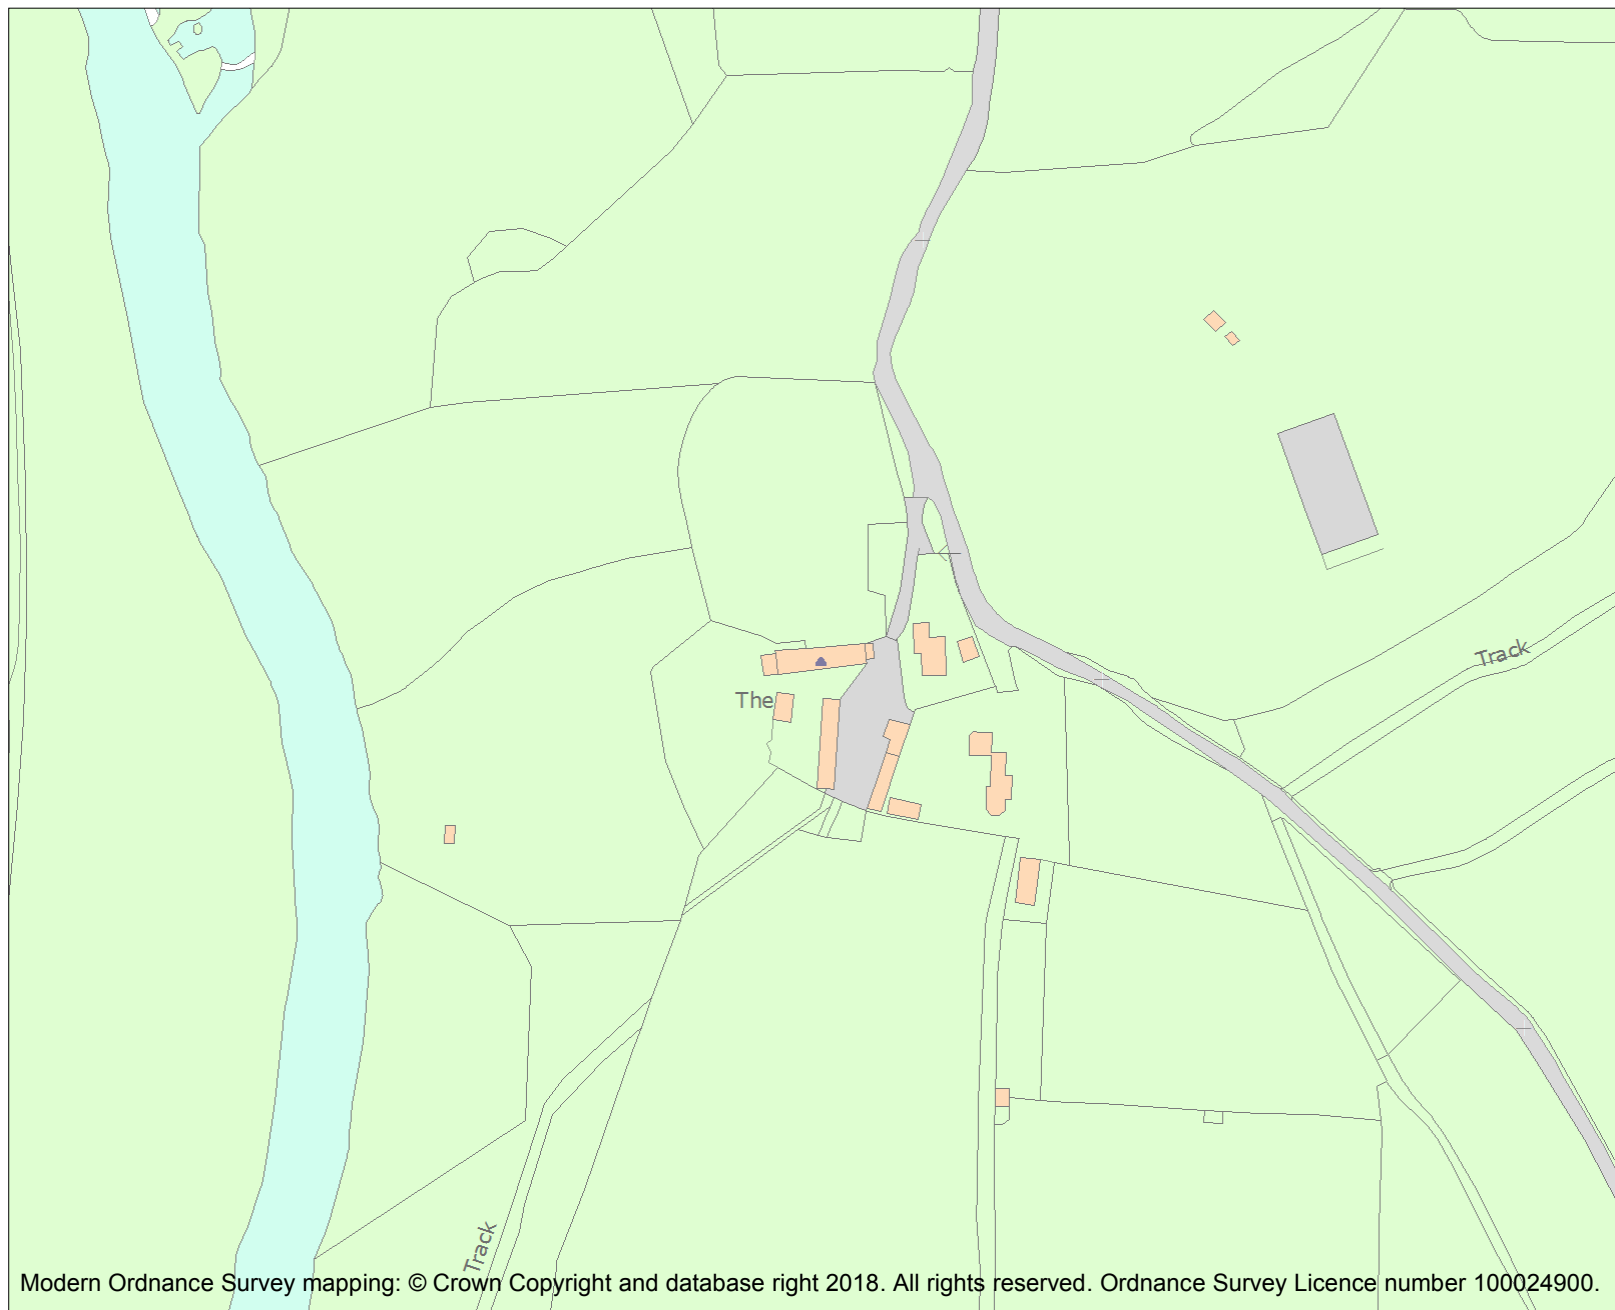 Track
The
Track
Modern Ordnance Survey mapping: © Crown Copyright and database right 2018. All rights reserved. Ordnance Survey Licence number 100024900.